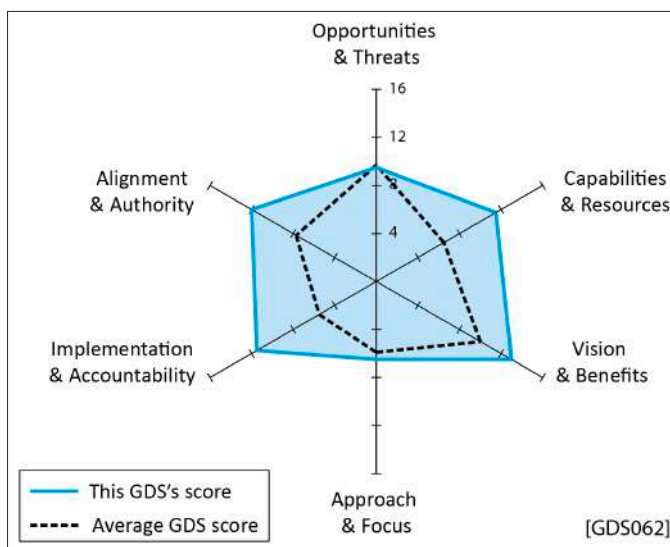 Opportunities
& Threats
16
12
8
4
Alignment
& Authority
Capabilities
& Resources
Implementation
& Accountability
Vision
& Benefits
Approach
& Focus
This GDS's score
Average GDS score
[GDS062]